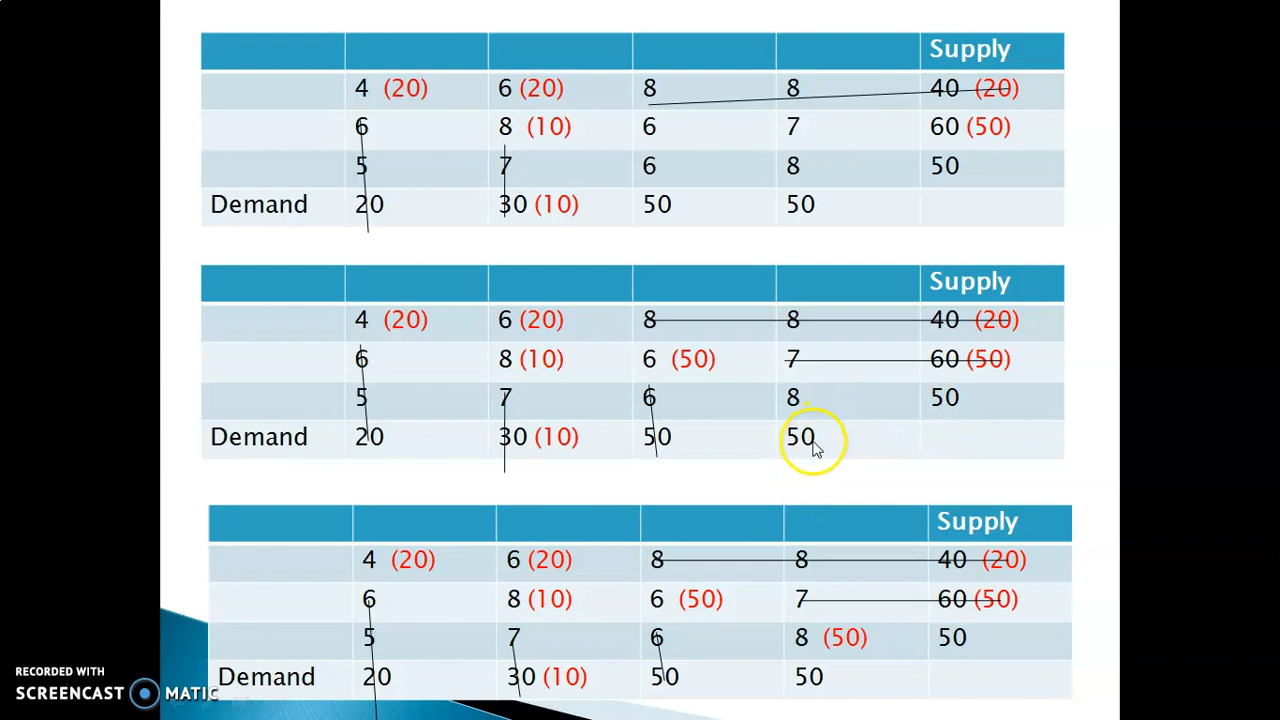 Supply
4 (20) 6 (20) 8 8 40 (20)
6 8 (10) 6 7 60 (50)
5 7 6 8 50
Demand 20 30 (10) 50 50
Supply
4 (20) 6 (20) 8 8 40 (20)
6 8 (10) 6 (50) 7 60 (50)
5 7 6 8 50
Demand 20 30 (10) 50 50
Supply
4 (20) 6 (20) 8 8 40 (20)
6 8 (10) 6 (50) 7 60 (50)
5 7 6 8 (50) 50
Demand 20 30 (10) 50 50
RECORDED WITH
SCREENCAST MATIC